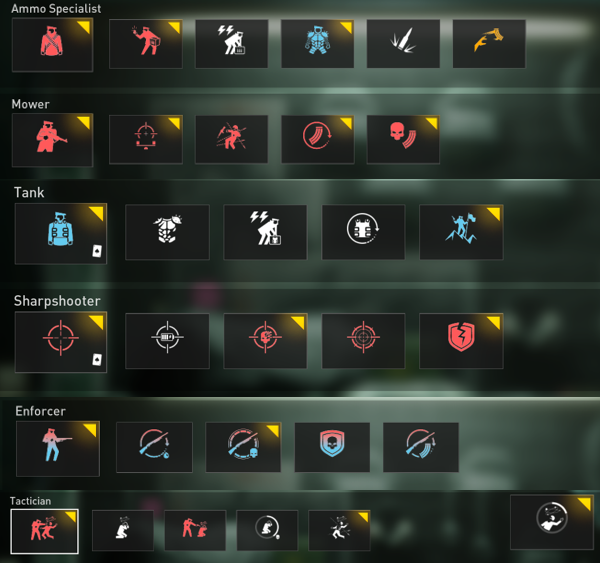 Ammo Specialist
Mower
Tank
Sharpshooter
Enforcer
Tactician